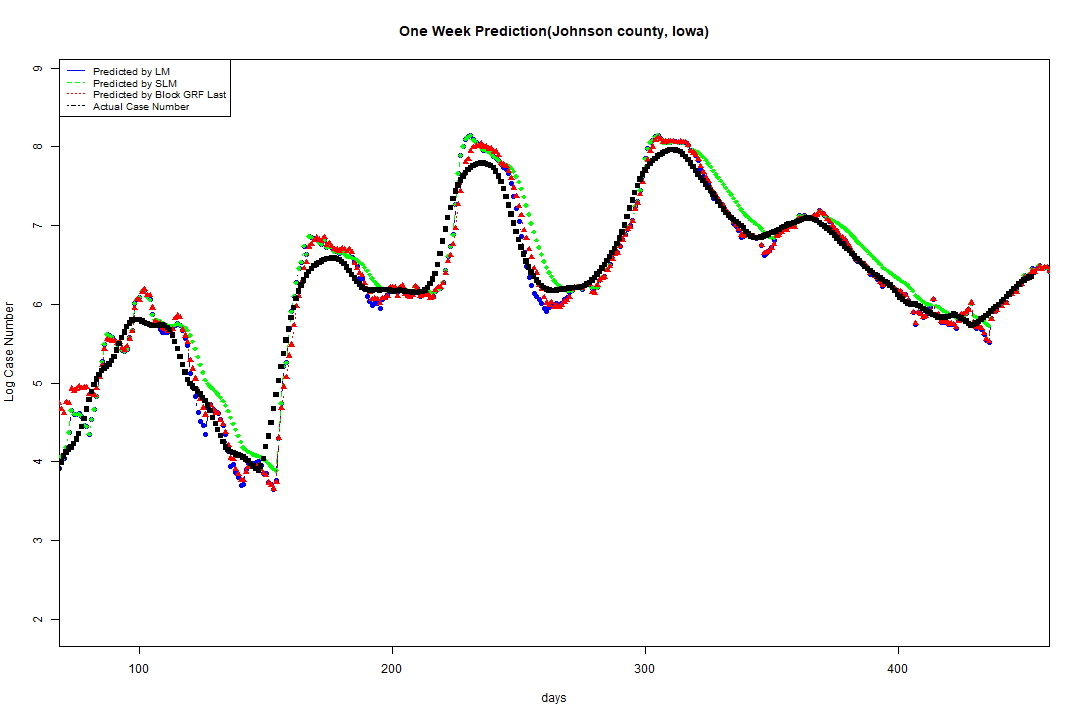 One Week Prediction(Johnson county, Iowa)
Predicted by LM
Predicted by SLM
Predicted by Block GRF Last
Actual Case Number
9
8
7
6
5
4
3
2
Log Case Number
100 200 300 400
days